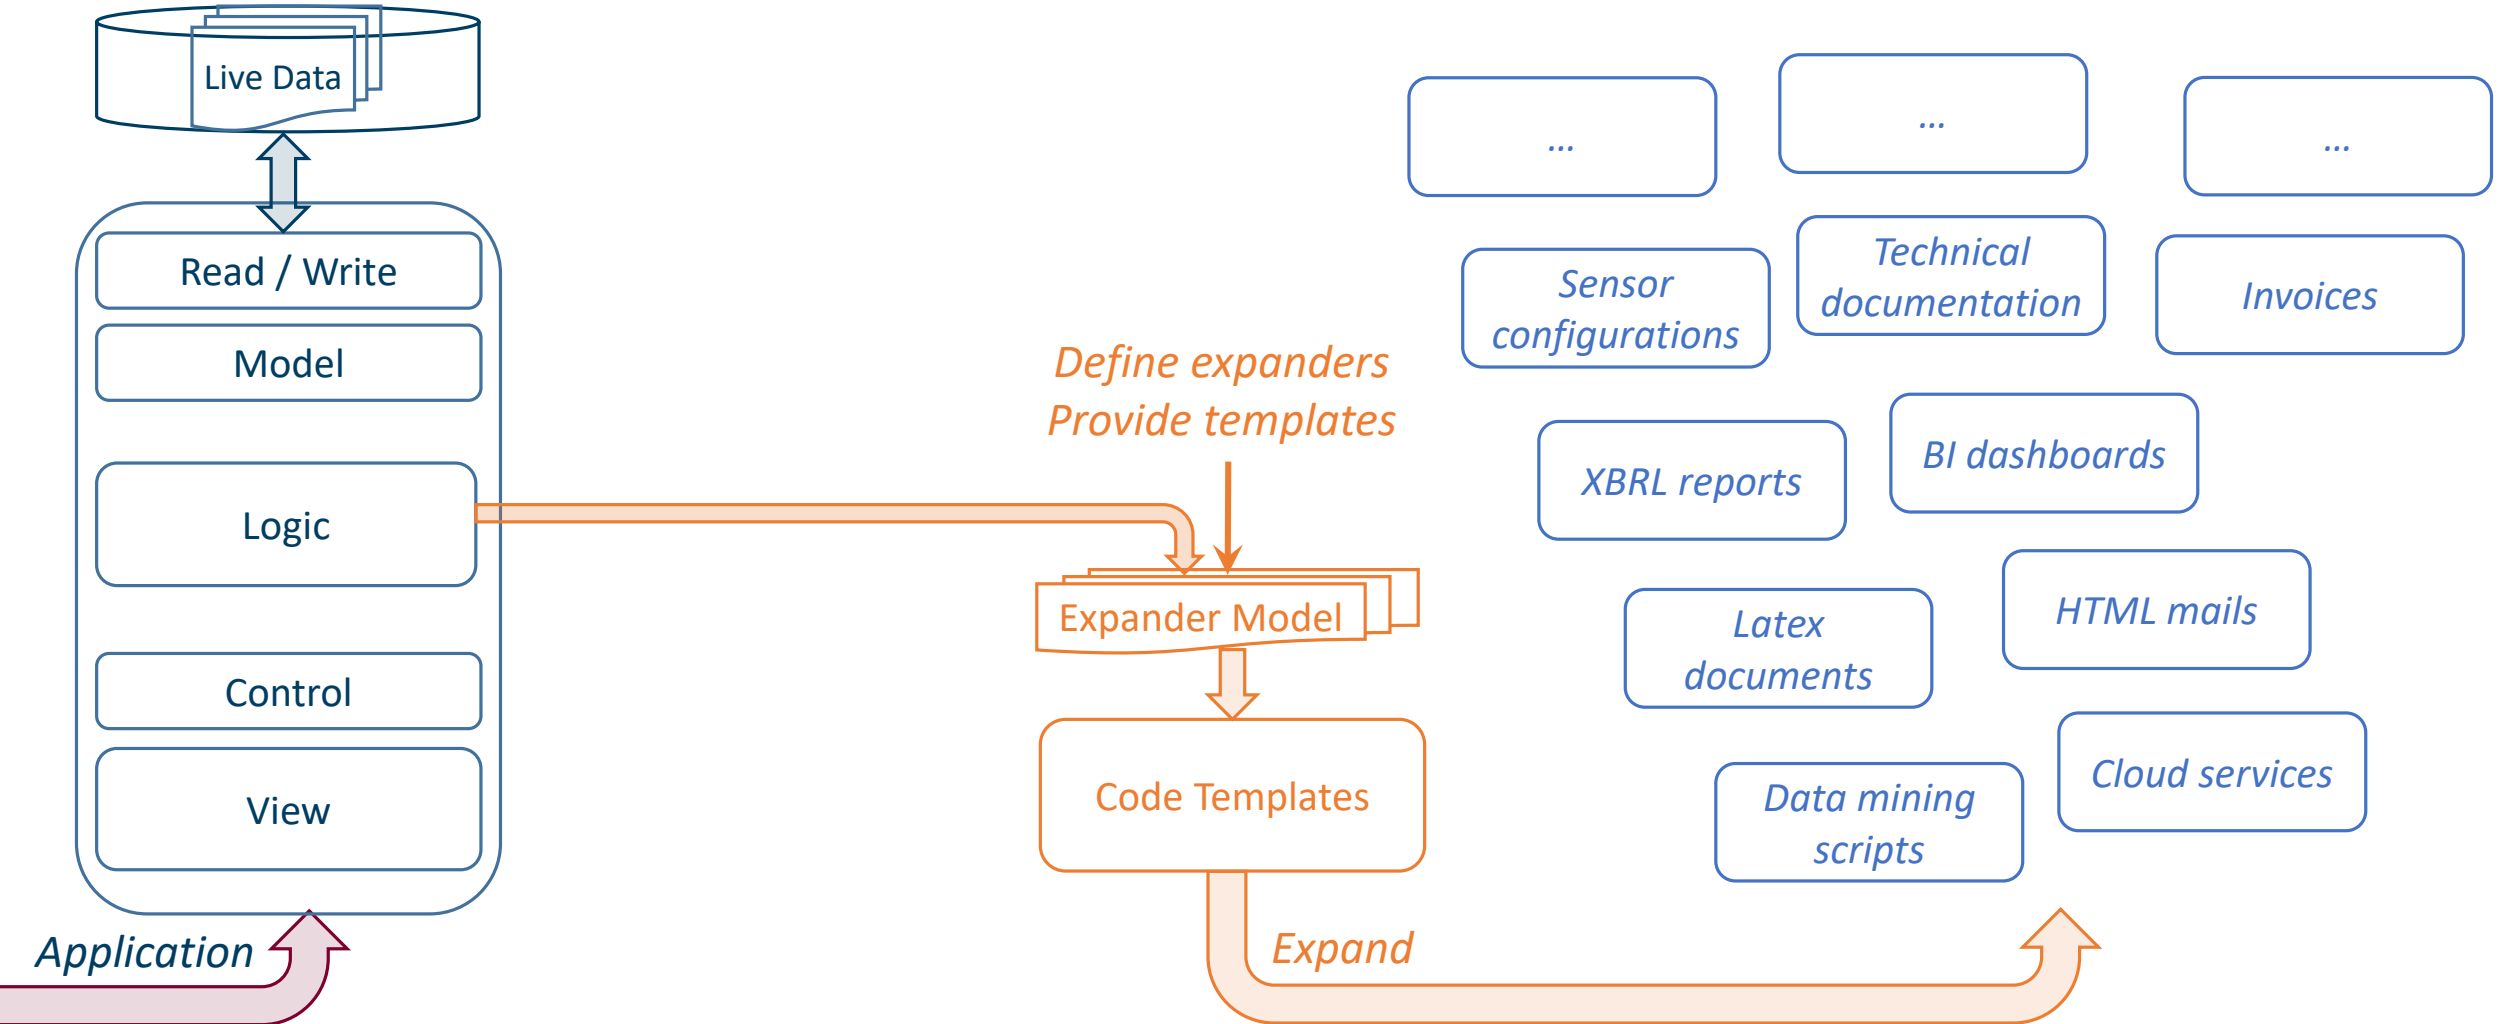 Live Data
Read / Write
Model
Logic
Control
View
Application
Define expanders
Provide templates
Expander Model
Code Templates
Expand
...
...
...
Sensor
configurations
Technical
documentation
Invoices
XBRL reports
BI dashboards
Latex
documents
HTML mails
Data mining
scripts
Cloud services